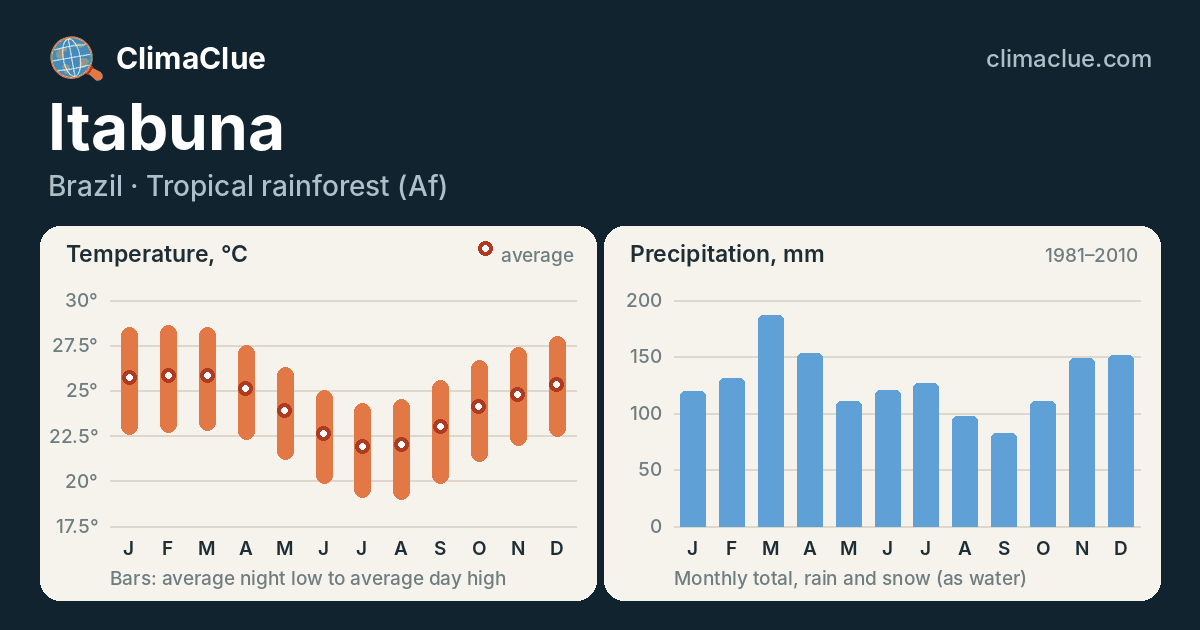 ClimaClue
climaclue.com
Itabuna
Brazil · Tropical rainforest (Af)
Temperature, °C
average
30°
27.5°
25°
22.5°
20°
17.5°
J F M A M J J A S O N D
Bars: average night low to average day high
Precipitation, mm
1981–2010
200
150
100
50
0
J F M A M J J A S O N D
Monthly total, rain and snow (as water)